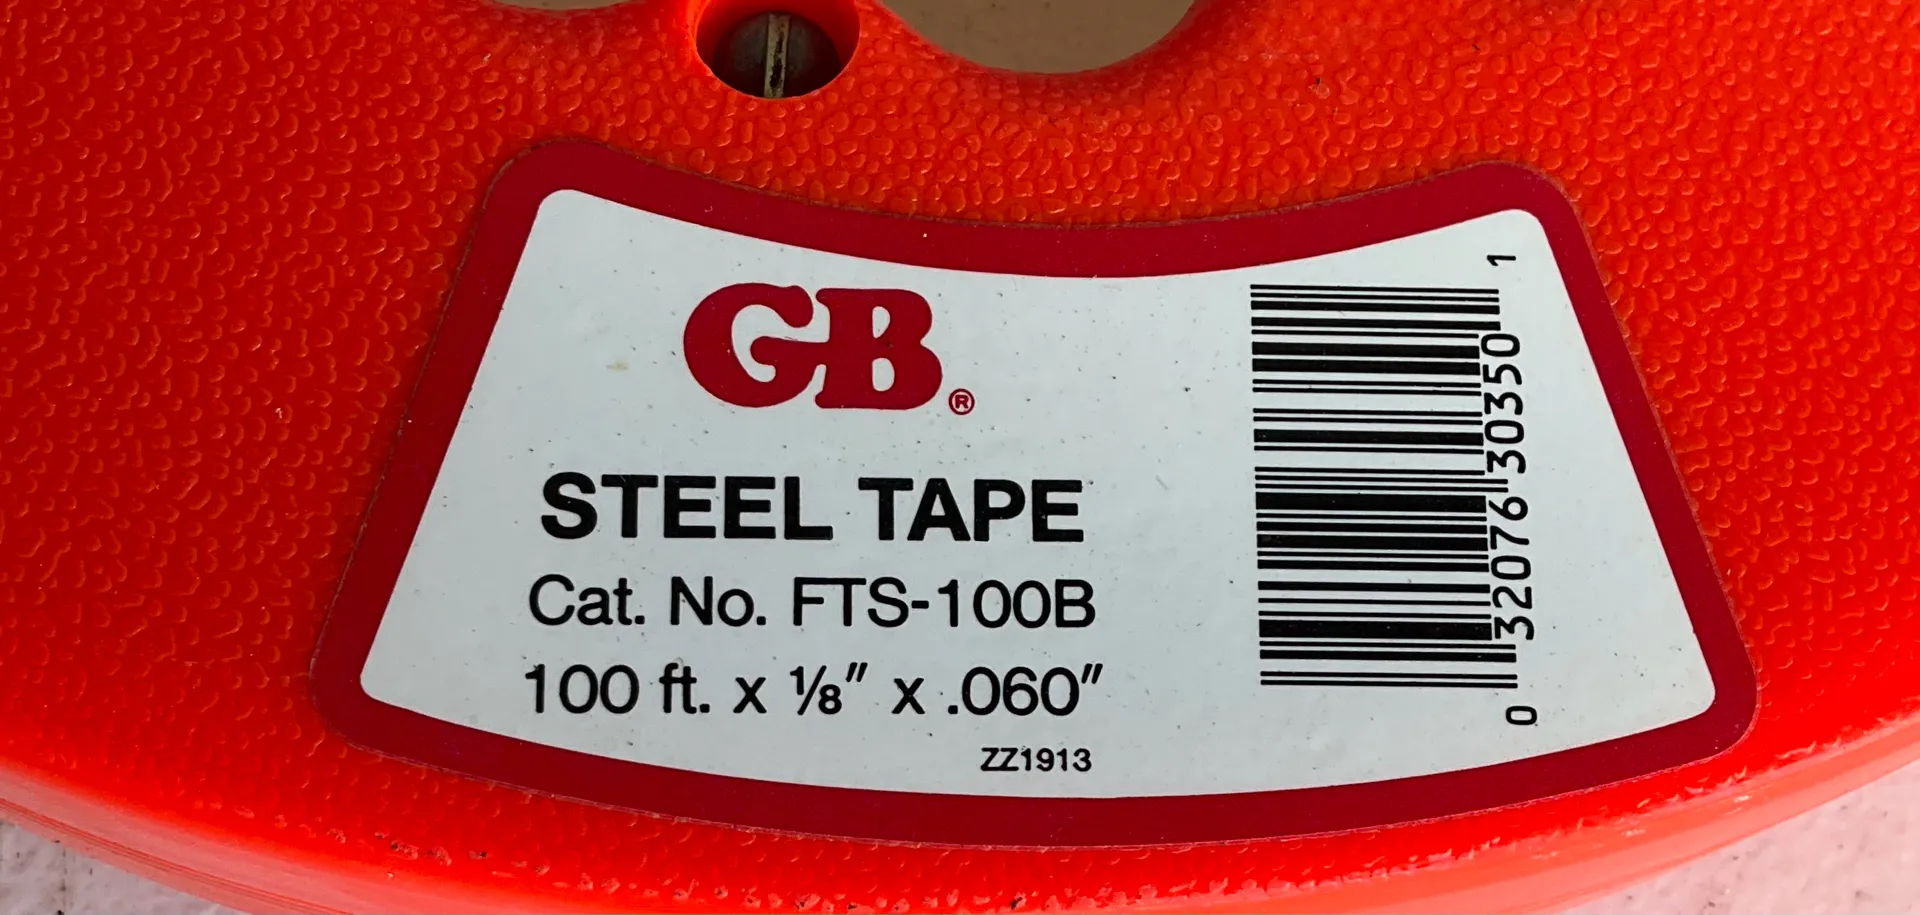 GB®
STEEL TAPE
Cat. No. FTS-100B
100 ft. x ⅛" x .060"
ZZ1913
0 32076 30350 1